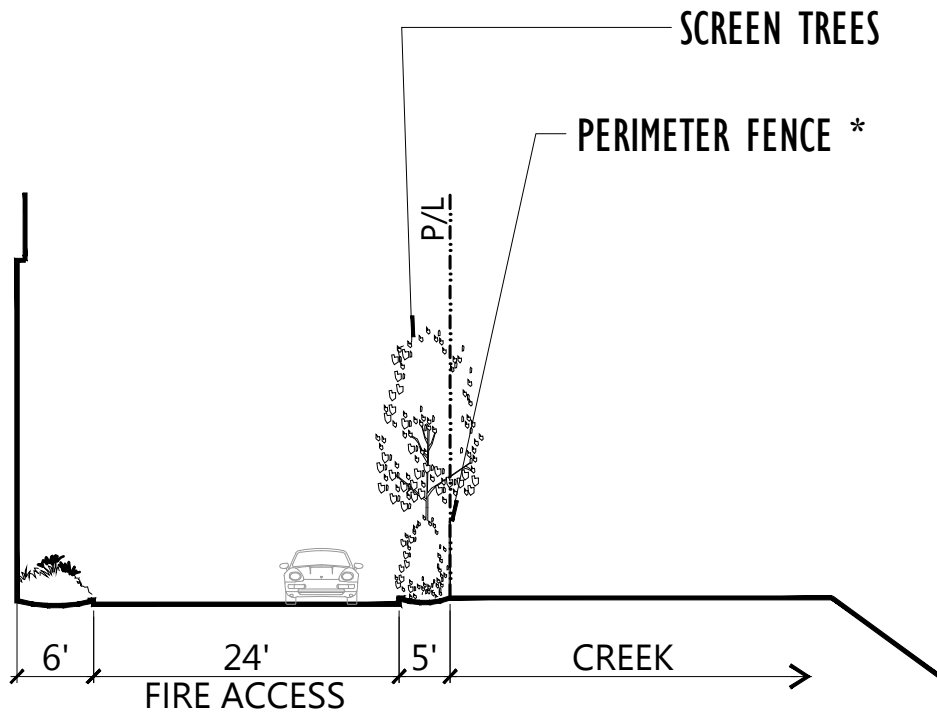 SCREEN TREES
PERIMETER FENCE *
P/L
6'
24'
5'
CREEK
FIRE ACCESS